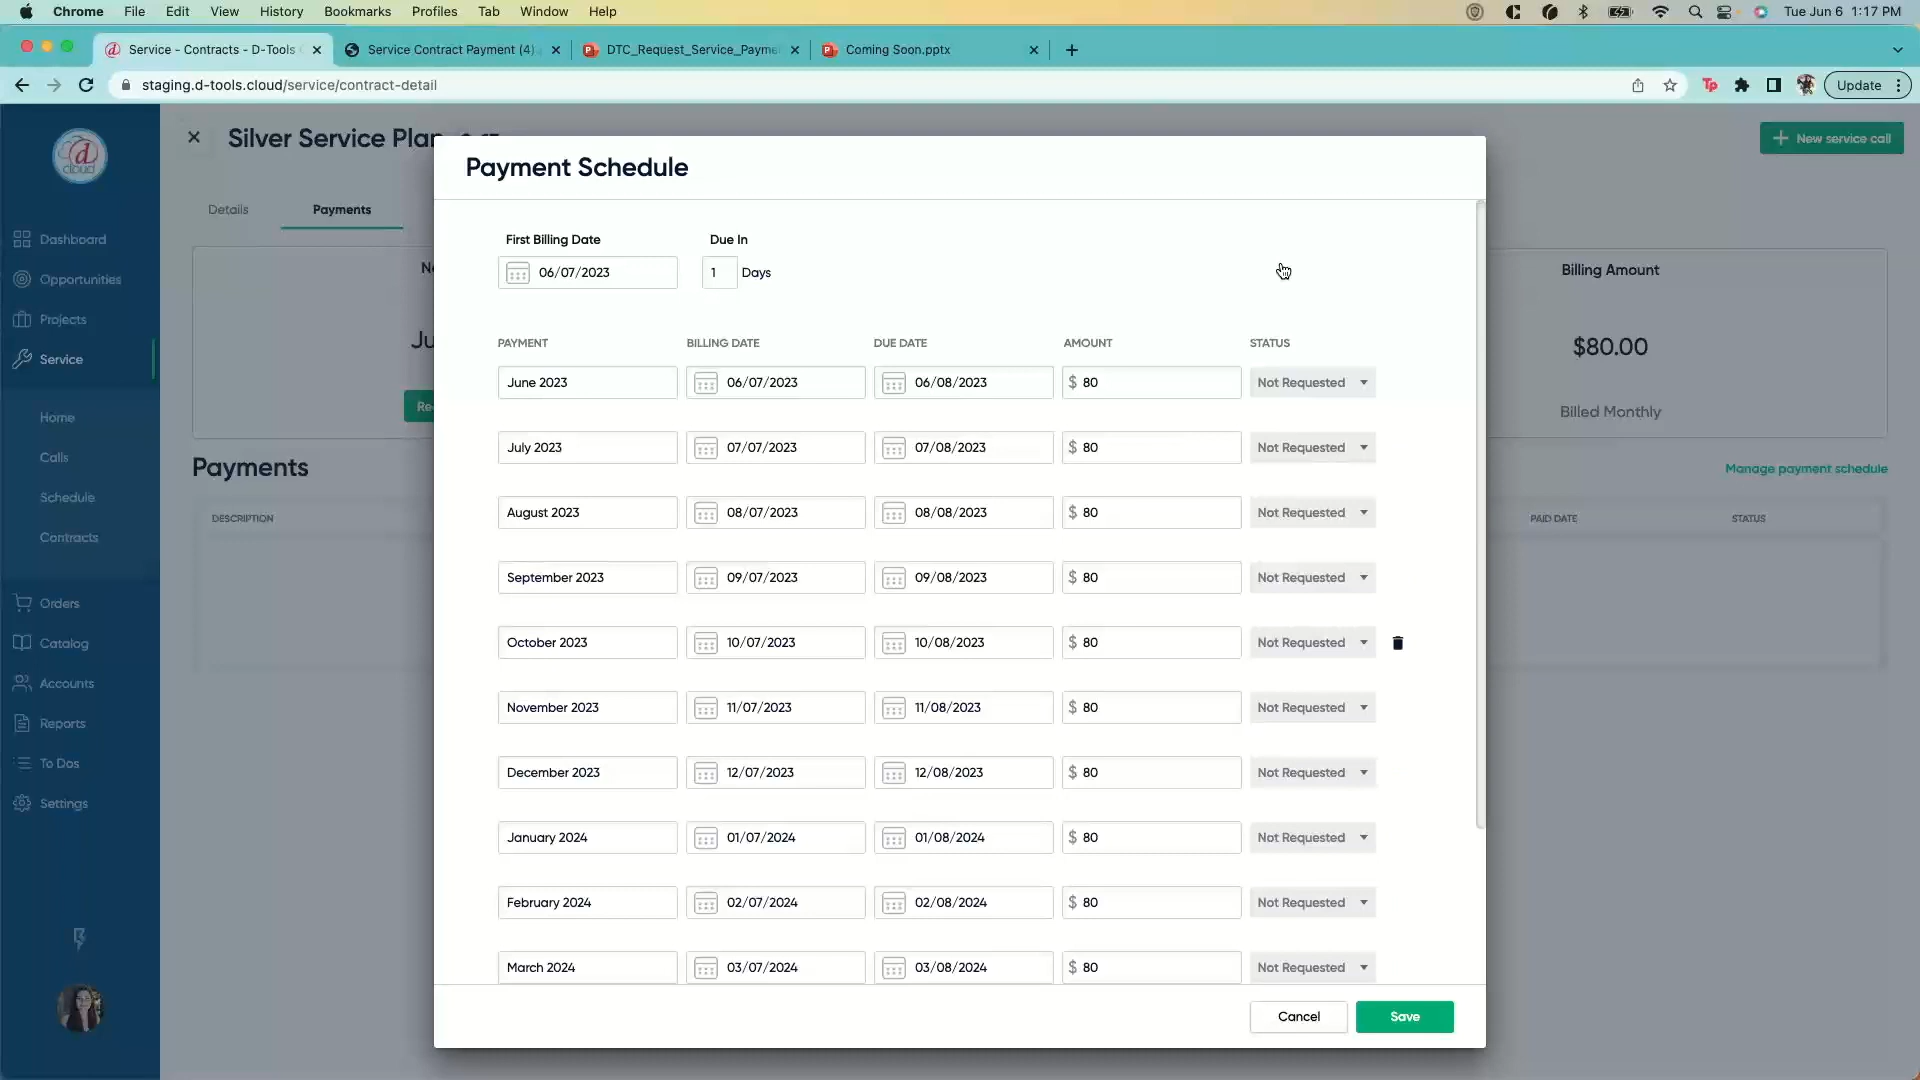 Chrome File Edit View History Bookmarks Profiles Tab Window Help Tue Jun 6 1:17 PM
Service - Contracts - D-Tools Service Contract Payment (4) DTC_Request_Service_Payme Coming Soon.pptx
staging.d-tools.cloud/service/contract-detail Update
d cloud
Dashboard
Opportunities
Projects
Service
Home
Calls
Schedule
Contracts
Orders
Catalog
Accounts
Reports
To Dos
Settings
Silver Service Plan
New service call
Details Payments
Billing Amount
$80.00
Billed Monthly
Payments
Manage payment schedule
DESCRIPTION PAID DATE STATUS
Payment Schedule
First Billing Date Due In
06/07/2023 1 Days
PAYMENT BILLING DATE DUE DATE AMOUNT STATUS
June 2023 06/07/2023 06/08/2023 $ 80 Not Requested
July 2023 07/07/2023 07/08/2023 $ 80 Not Requested
August 2023 08/07/2023 08/08/2023 $ 80 Not Requested
September 2023 09/07/2023 09/08/2023 $ 80 Not Requested
October 2023 10/07/2023 10/08/2023 $ 80 Not Requested
November 2023 11/07/2023 11/08/2023 $ 80 Not Requested
December 2023 12/07/2023 12/08/2023 $ 80 Not Requested
January 2024 01/07/2024 01/08/2024 $ 80 Not Requested
February 2024 02/07/2024 02/08/2024 $ 80 Not Requested
March 2024 03/07/2024 03/08/2024 $ 80 Not Requested
Cancel Save